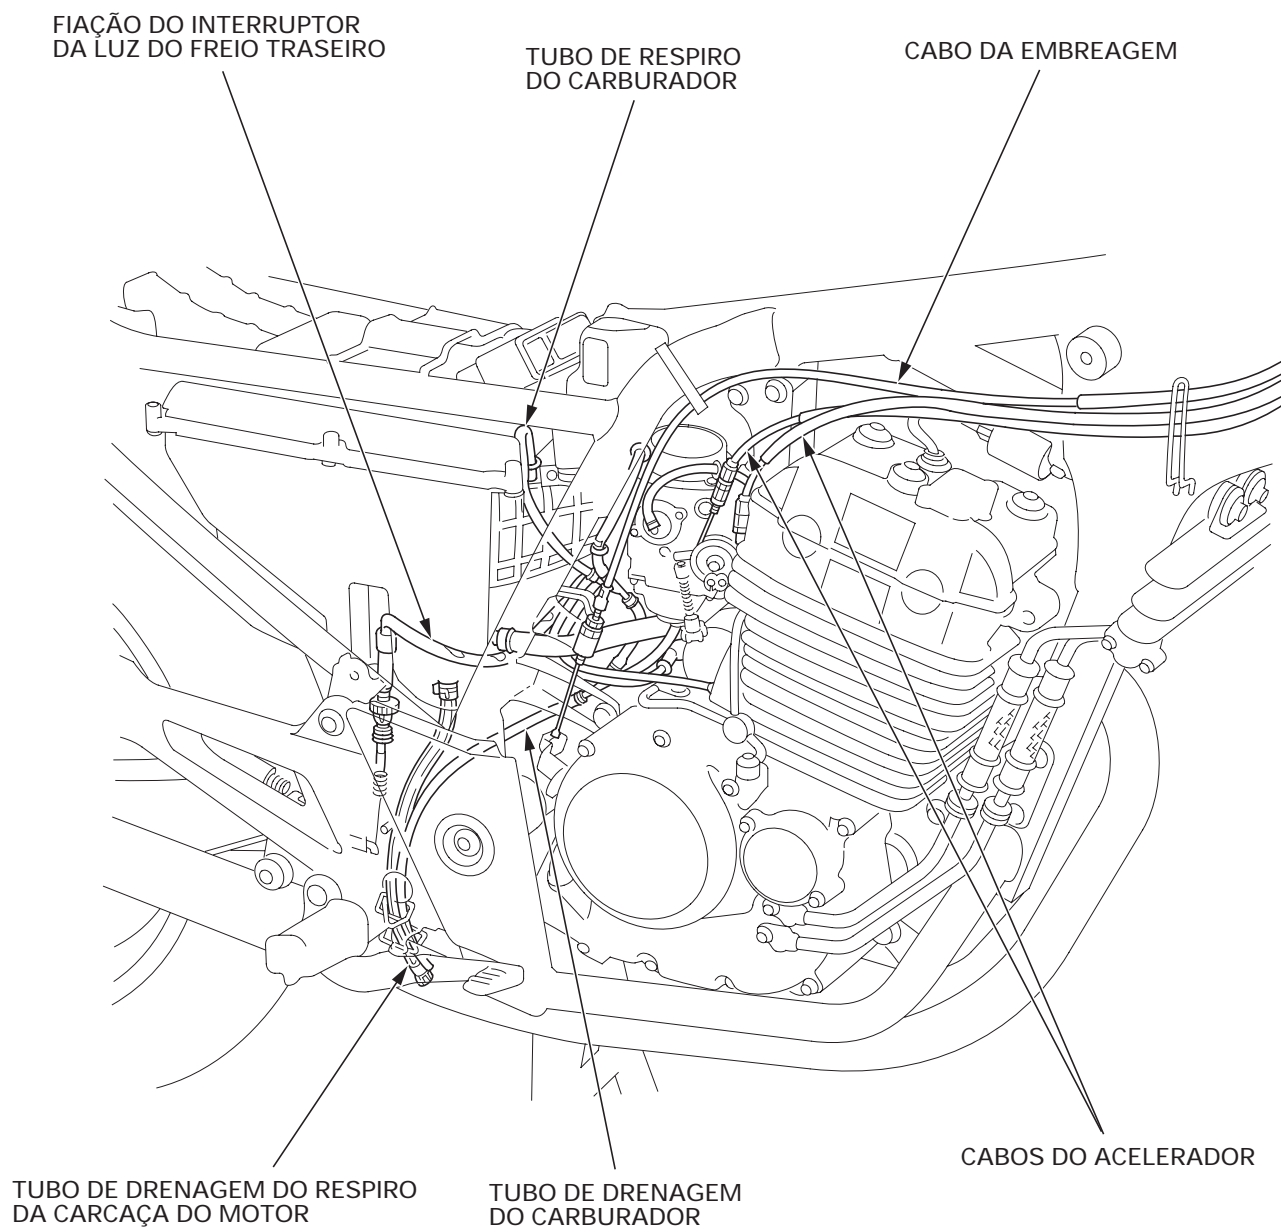 FIAÇÃO DO INTERRUPTOR
DA LUZ DO FREIO TRASEIRO
TUBO DE RESPIRO
DO CARBURADOR
CABO DA EMBREAGEM
CABOS DO ACELERADOR
TUBO DE DRENAGEM DO RESPIRO
DA CARCAÇA DO MOTOR
TUBO DE DRENAGEM
DO CARBURADOR